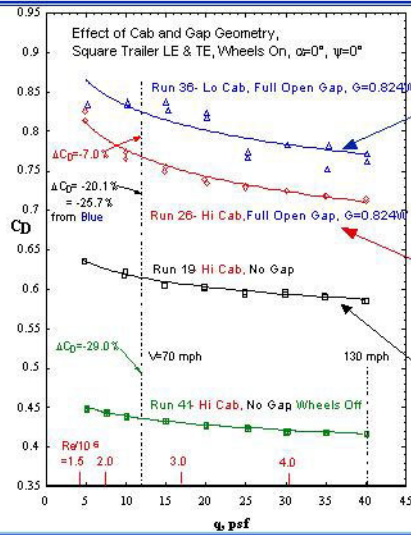 Effect of Cab and Gap Geometry,
Square Trailer LE & TE, Wheels On, α=0°, ψ=0°
Run 36- Lo Cab, Full Open Gap, G=0.824W
ΔCD=-7.0%
ΔCD= -20.1%
= -25.7%
from Blue
Run 26- Hi Cab,Full Open Gap, G=0.824W
Run 19 Hi Cab, No Gap
ΔCD=-29.0%
V=70 mph
130 mph
Run 41- Hi Cab, No Gap, Wheels Off
Re/10^6
=1.5 2.0 3.0 4.0
CD
0.95
0.9
0.85
0.8
0.75
0.7
0.65
0.6
0.55
0.5
0.45
0.4
0.35
0 5 10 15 20 25 30 35 40 45
q, psf